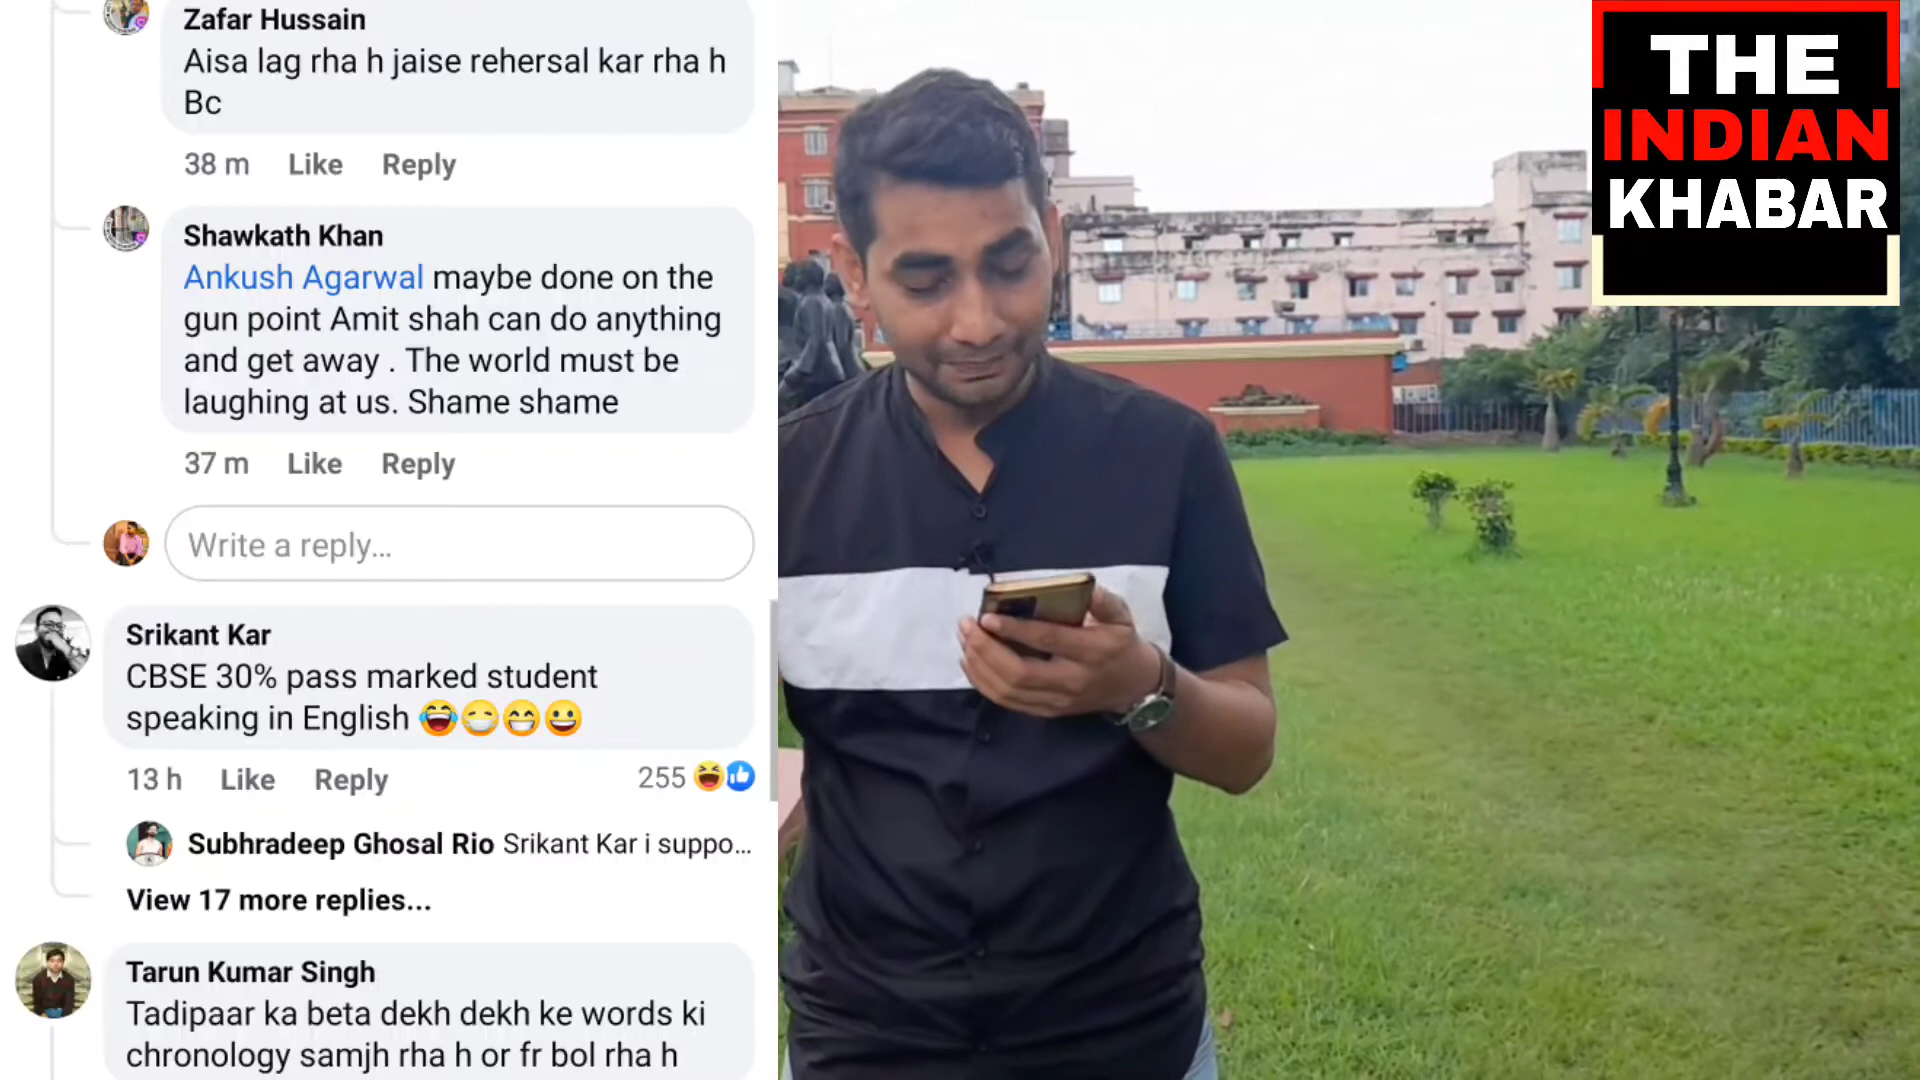 Zafar Hussain
Aisa lag rha h jaise rehersal kar rha h
Bc
38 m Like Reply
Shawkath Khan
Ankush Agarwal maybe done on the
gun point Amit shah can do anything
and get away . The world must be
laughing at us. Shame shame
37 m Like Reply
Write a reply...
Srikant Kar
CBSE 30% pass marked student
speaking in English 😂😷😁😀
13 h Like Reply 255
Subhradeep Ghosal Rio Srikant Kar i suppo...
View 17 more replies...
Tarun Kumar Singh
Tadipaar ka beta dekh dekh ke words ki
chronology samjh rha h or fr bol rha h
THE
INDIAN
KHABAR